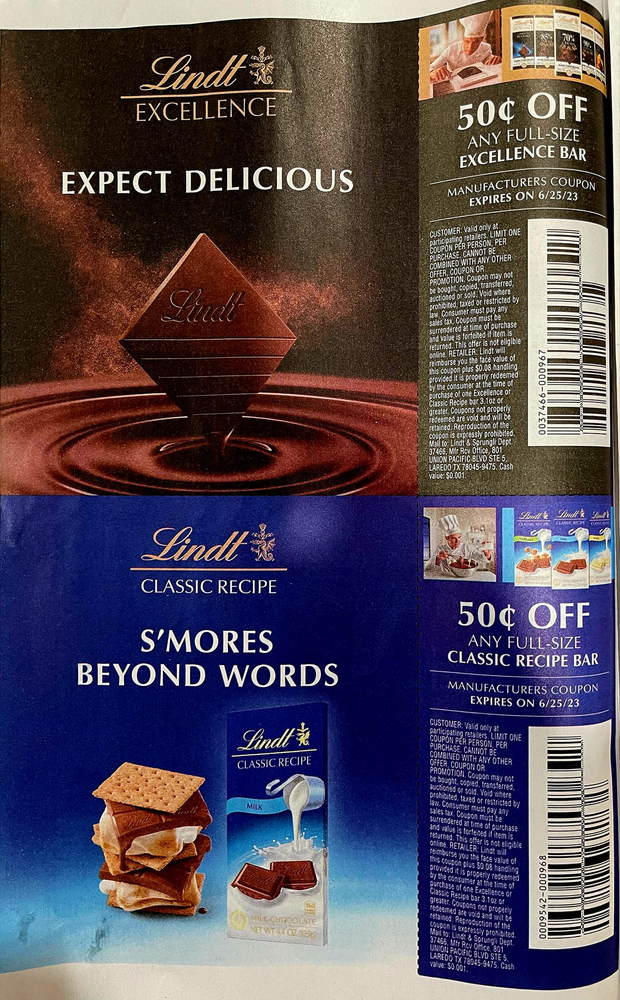 Lindt
EXCELLENCE
EXPECT DELICIOUS
Lindt
85%
70%
90%
50¢ OFF
ANY FULL-SIZE
EXCELLENCE BAR
MANUFACTURERS COUPON
EXPIRES ON 6/25/23
CUSTOMER: Valid only at
participating retailers. LIMIT ONE
COUPON PER PERSON, PER
PURCHASE. CANNOT BE
COMBINED WITH ANY OTHER
OFFER, COUPON OR
PROMOTION. Coupon may not
be bought, copied, transferred,
auctioned or sold. Void where
prohibited, taxed or restricted by
law. Consumer must pay any
sales tax. Coupon must be
surrendered at time of purchase
and value is forfeited if item is
returned. This offer is not eligible
online. RETAILER: Lindt will
reimburse you the face value of
this coupon plus $0.08 handling
provided it is properly redeemed
by the consumer at the time of
purchase of one Excellence or
Classic Recipe bar 3.1oz or
greater. Coupons not properly
redeemed are void and will be
retained. Reproduction of the
coupon is expressly prohibited.
Mail to: Lindt & Sprungli Dept.
37466, Mfr Rcv Office, 801
UNION PACIFIC BLVD STE 5,
LAREDO TX 78045-9475. Cash
value: $0.001.
0037466-000967
Lindt
CLASSIC RECIPE
S'MORES
BEYOND WORDS
Lindt
CLASSIC RECIPE
MILK
MILK CHOCOLATE
NET WT 4.4 OZ (125g)
Lindt
Lindt
Lindt
50¢ OFF
ANY FULL-SIZE
CLASSIC RECIPE BAR
MANUFACTURERS COUPON
EXPIRES ON 6/25/23
CUSTOMER: Valid only at
participating retailers. LIMIT ONE
COUPON PER PERSON, PER
PURCHASE. CANNOT BE
COMBINED WITH ANY OTHER
OFFER, COUPON OR
PROMOTION. Coupon may not
be bought, copied, transferred,
auctioned or sold. Void where
prohibited, taxed or restricted by
law. Consumer must pay any
sales tax. Coupon must be
surrendered at time of purchase
and value is forfeited if item is
returned. This offer is not eligible
online. RETAILER: Lindt will
reimburse you the face value of
this coupon plus $0.08 handling
provided it is properly redeemed
by the consumer at the time of
purchase of one Excellence or
Classic Recipe bar 3.1oz or
greater. Coupons not properly
redeemed are void and will be
retained. Reproduction of the
coupon is expressly prohibited.
Mail to: Lindt & Sprungli Dept.
37466, Mfr Rcv Office, 801
UNION PACIFIC BLVD STE 5,
LAREDO TX 78045-9475. Cash
value: $0.001.
0009542-000968